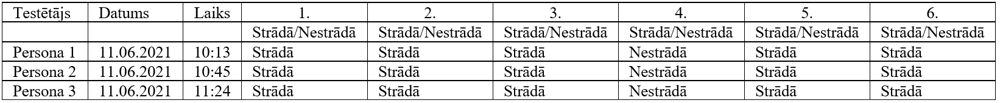 Testētājs Datums Laiks 1. 2. 3. 4. 5. 6.
Strādā/Nestrādā Strādā/Nestrādā Strādā/Nestrādā Strādā/Nestrādā Strādā/Nestrādā Strādā/Nestrādā
Persona 1 11.06.2021 10:13 Strādā Strādā Strādā Nestrādā Strādā Strādā
Persona 2 11.06.2021 10:45 Strādā Strādā Strādā Nestrādā Strādā Strādā
Persona 3 11.06.2021 11:24 Strādā Strādā Strādā Nestrādā Strādā Strādā